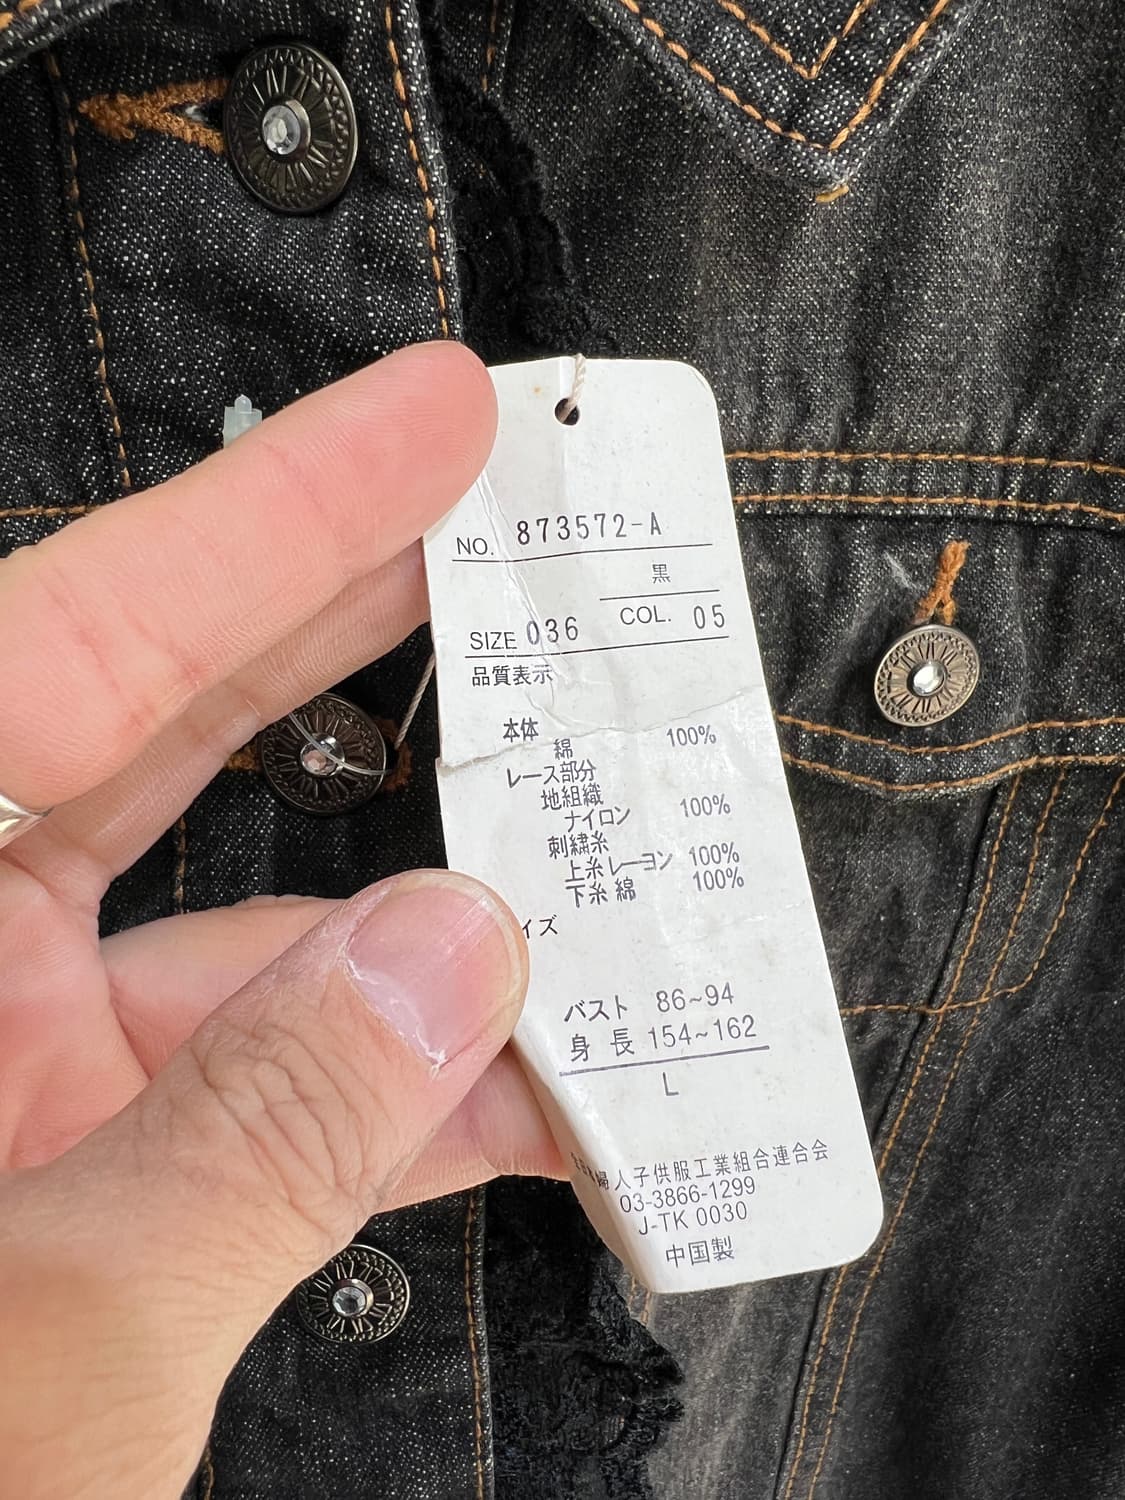 NO. 873572-A
黒
SIZE 036 COL. 05
品質表示
本体
綿 100%
レース部分
地組織
ナイロン 100%
刺繍糸
上糸レーヨン 100%
下糸 綿 100%
イズ
バスト 86~94
身長 154~162
L
婦人子供服工業組合連合会
03-3866-1299
J-TK 0030
中国製